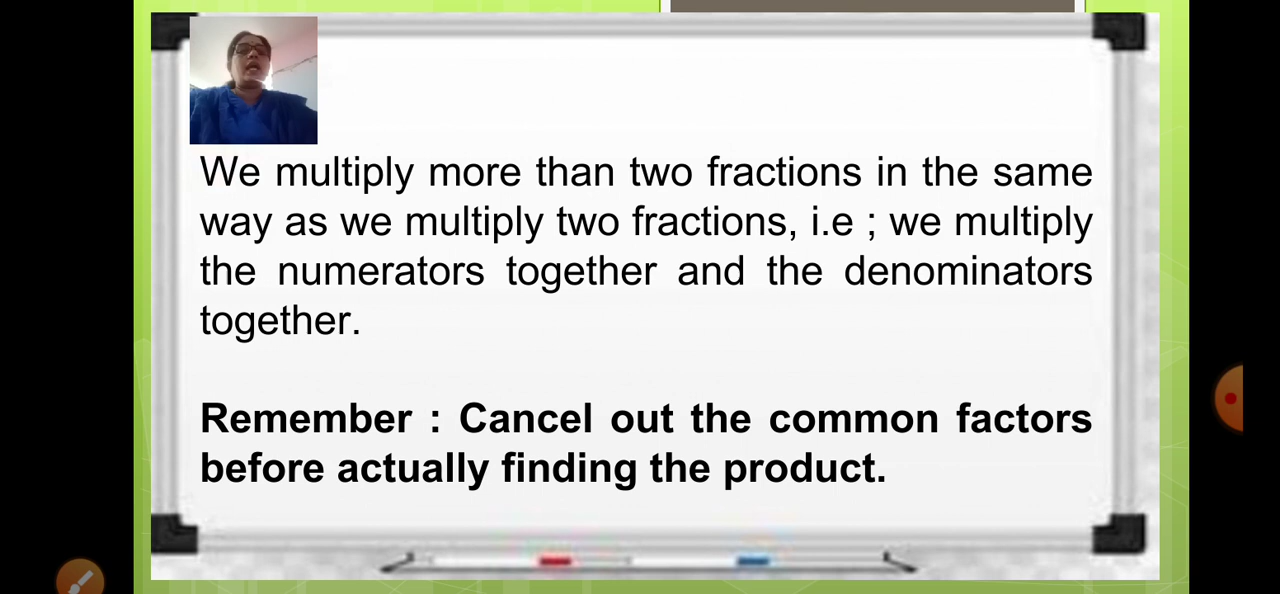 We multiply more than two fractions in the same
way as we multiply two fractions, i.e ; we multiply
the numerators together and the denominators
together.
Remember : Cancel out the common factors
before actually finding the product.